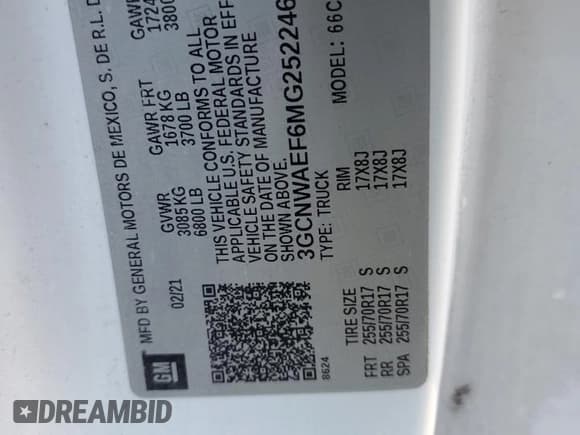 MFD BY GENERAL MOTORS DE MEXICO, S. DE R.L. D
02/21
GVWR
3085KG
6800 LB
GAWR FRT
1678 KG
3700 LB
GAWR
1724
3800
THIS VEHICLE CONFORMS TO ALL
APPLICABLE U.S. FEDERAL MOTOR
VEHICLE SAFETY STANDARDS IN EFF
ON THE DATE OF MANUFACTURE
SHOWN ABOVE.
3GCNWAEF6MG252246
TYPE: TRUCK
MODEL: 66C
8624
TIRE SIZE RIM
FRT 255/70R17 S 17X8J
RR 255/70R17 S 17X8J
SPA 255/70R17 S 17X8J
GM
DREAMBID